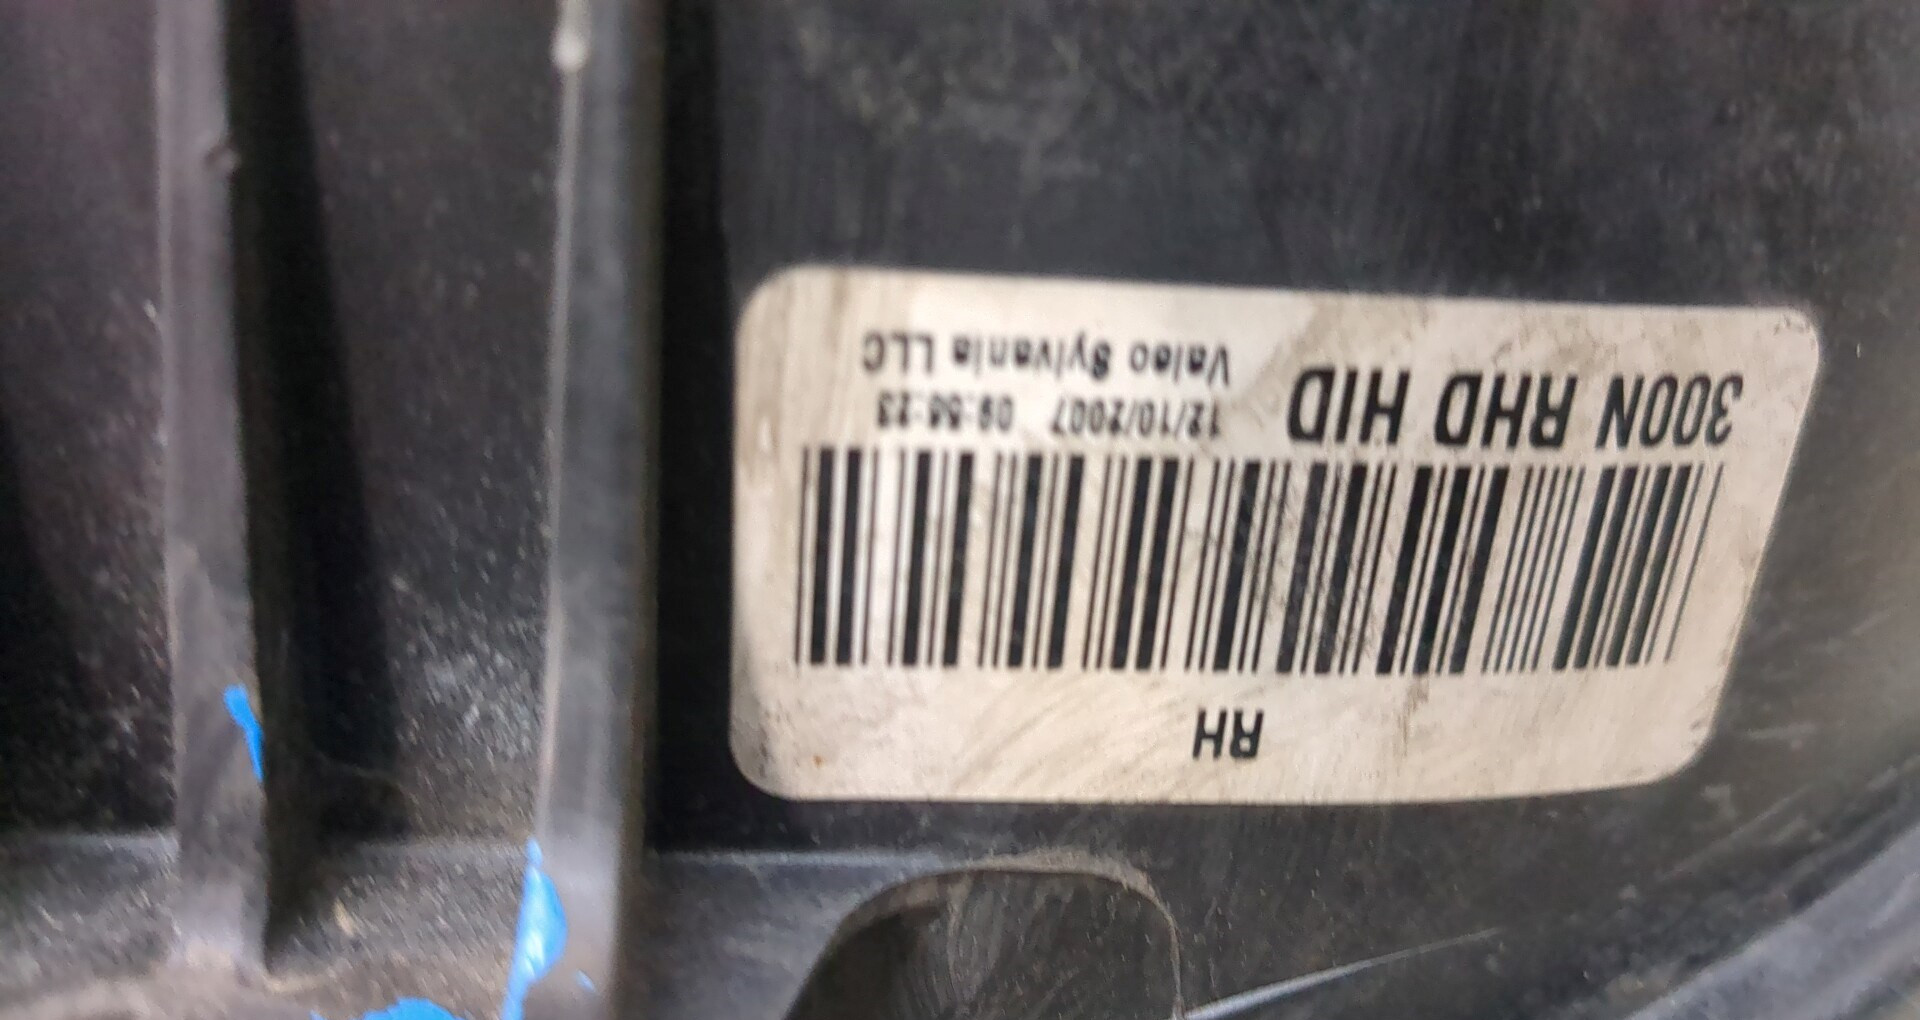 RH
300N RHD HID
12/10/2007 09:56:23
Valeo Sylvania LLC